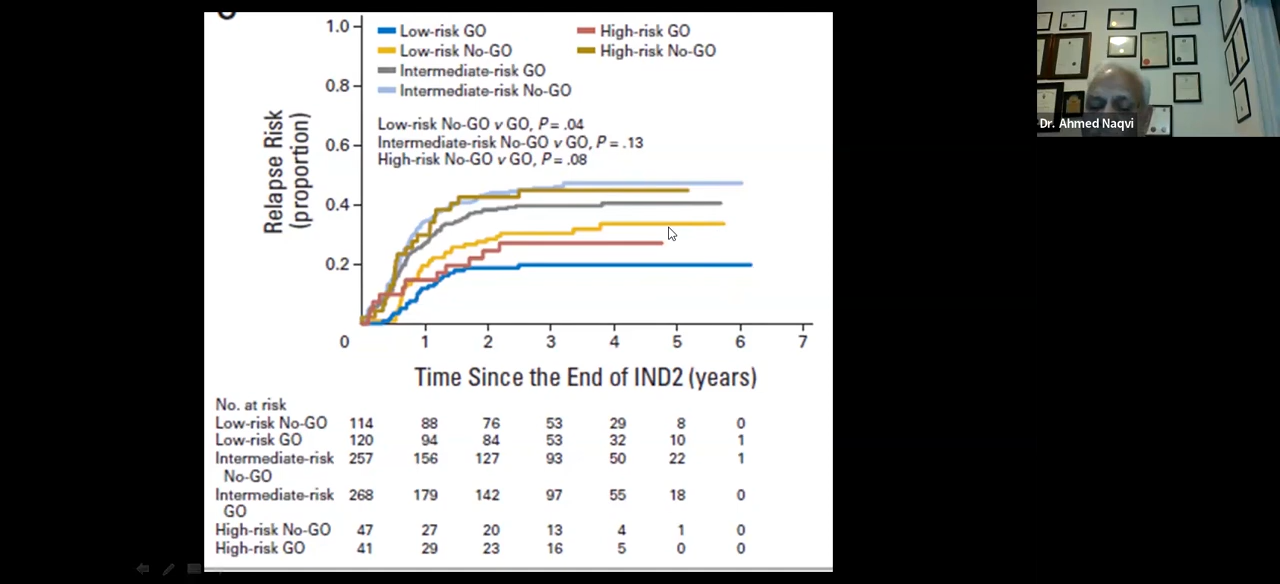 1.0
0.8
0.6
0.4
0.2
Relapse Risk
(proportion)
Low-risk GO
Low-risk No-GO
Intermediate-risk GO
Intermediate-risk No-GO
High-risk GO
High-risk No-GO
Low-risk No-GO v GO, P = .04
Intermediate-risk No-GO v GO, P = .13
High-risk No-GO v GO, P = .08
0 1 2 3 4 5 6 7
Time Since the End of IND2 (years)
No. at risk
Low-risk No-GO 114 88 76 53 29 8 0
Low-risk GO 120 94 84 53 32 10 1
Intermediate-risk 257 156 127 93 50 22 1
No-GO
Intermediate-risk 268 179 142 97 55 18 0
GO
High-risk No-GO 47 27 20 13 4 1 0
High-risk GO 41 29 23 16 5 0 0
Dr. Ahmed Naqvi